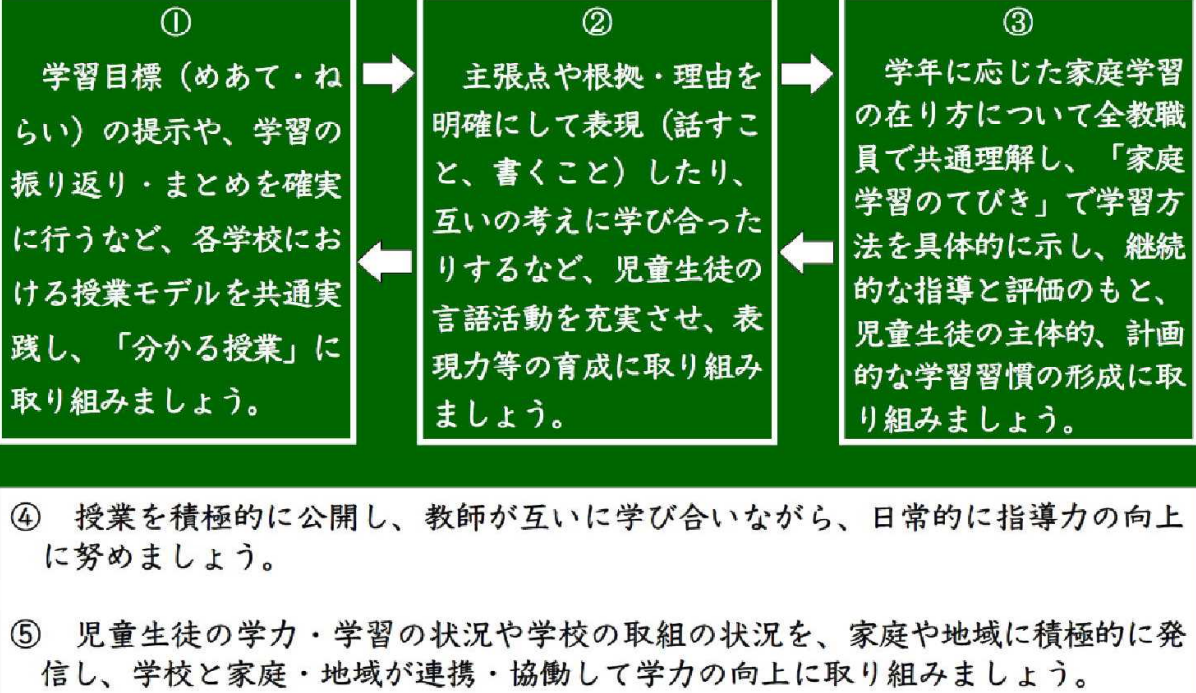 ①
学習目標（めあて・ね
らい）の提示や、学習の
振り返り・まとめを確実
に行うなど、各学校にお
ける授業モデルを共通実
践し、「分かる授業」に
取り組みましょう。
②
主張点や根拠・理由を
明確にして表現（話すこ
と、書くこと）したり、
互いの考えに学び合った
りするなど、児童生徒の
言語活動を充実させ、表
現力等の育成に取り組み
ましょう。
③
学年に応じた家庭学習
の在り方について全教職
員で共通理解し、「家庭
学習のてびき」で学習方
法を具体的に示し、継続
的な指導と評価のもと、
児童生徒の主体的、計画
的な学習習慣の形成に取
り組みましょう。
④　授業を積極的に公開し、教師が互いに学び合いながら、日常的に指導力の向上
に努めましょう。
⑤　児童生徒の学力・学習の状況や学校の取組の状況を、家庭や地域に積極的に発
信し、学校と家庭・地域が連携・協働して学力の向上に取り組みましょう。